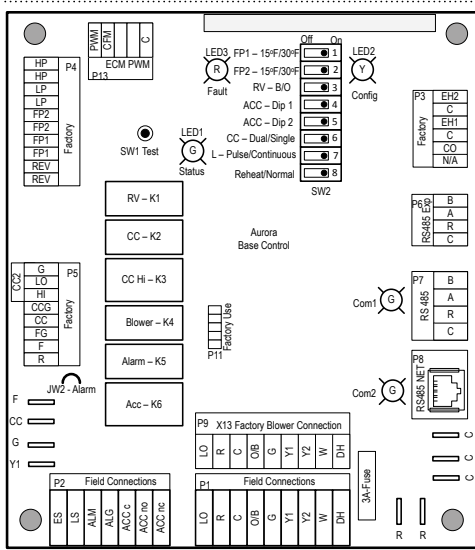 PWM
CFM
C
P13
ECM PWM
P4
HP
HP
LP
LP
FP2
FP2
FP1
FP1
REV
REV
Factory
SW1 Test
LED3
R
Fault
LED1
G
Status
Off On
FP1 – 15ºF/30ºF 1
FP2 – 15ºF/30ºF 2
RV – B/O 3
ACC – Dip 1 4
ACC – Dip 2 5
CC – Dual/Single 6
L – Pulse/Continuous 7
Reheat/Normal 8
SW2
LED2
Y
Config
P3
Factory
EH2
C
EH1
C
CO
N/A
P6
RS485 Exp
B
A
R
C
RV – K1
CC – K2
CC Hi – K3
Blower – K4
Alarm – K5
Acc – K6
Aurora
Base Control
P11
Factory Use
CC2
P5
G
LO
HI
CCG
CC
FG
F
R
Factory
JW2 - Alarm
Com1
G
P7
RS 485
B
A
R
C
Com2
G
P8
RS485 NET
F
CC
G
Y1
P9 X13 Factory Blower Connection
LO
R
C
O/B
G
Y1
Y2
W
DH
P2 Field Connections
ES
LS
ALM
ALG
ACC c
ACC no
ACC nc
P1 Field Connections
LO
R
C
O/B
G
Y1
Y2
W
DH
3A-Fuse
C
C
C
R
R